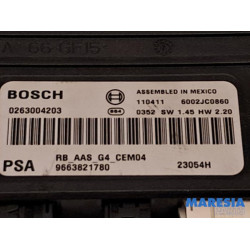 BOSCH
ASSEMBLED IN MEXICO
110411 6002JC0860
0263004203
664 0352 SW 1.45 HW 2.20
PSA
RB_AAS_G4_CEM04
9663821780
23054H
MARESIA